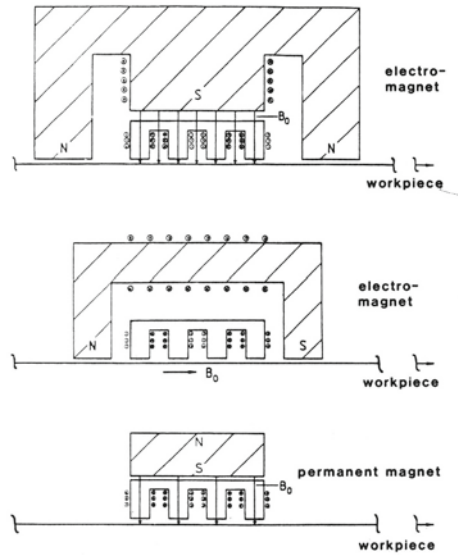 electro-
magnet
S
B₀
N
N
workpiece
electro-
magnet
N
S
B₀
workpiece
N
S
permanent magnet
B₀
workpiece